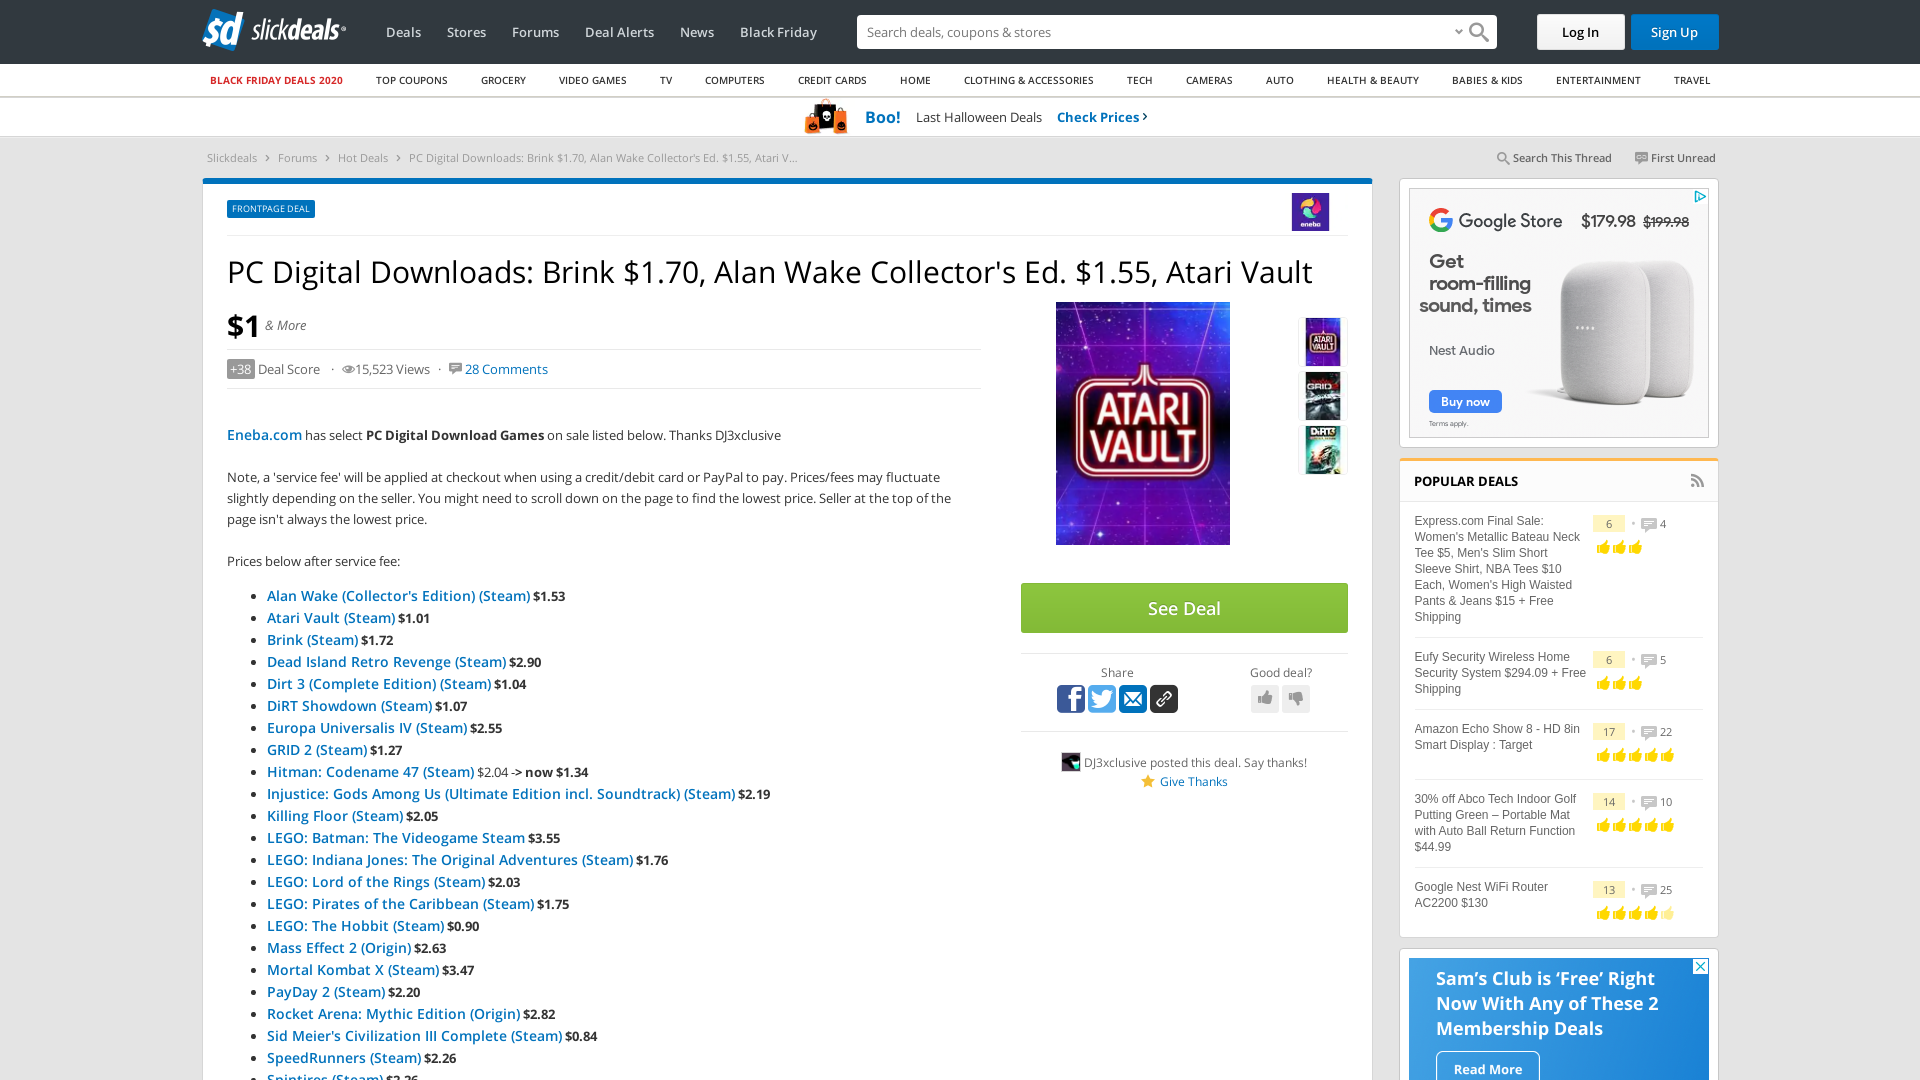 slickdeals
Deals Stores Forums Deal Alerts News Black Friday
Search deals, coupons & shopping
Log In
Sign Up
BLACK FRIDAY DEALS 2020 TOP COUPONS GROCERY VIDEO GAMES TV COMPUTERS CREDIT CARDS HOME CLOTHING & ACCESSORIES TECH CAMERAS AUTO HEALTH & BEAUTY BABIES & KIDS ENTERTAINMENT TRAVEL
Boo! Last Halloween Deals Check Prices
Slickdeals Forums Hot Deals PC Digital Downloads: Brink $1.70, Alan Wake Collector's Ed. $1.55, Atari V...
Search This Thread First Unread
FRONTPAGE DEAL
eneba
PC Digital Downloads: Brink $1.70, Alan Wake Collector's Ed. $1.55, Atari Vault
$1 & More
+38 Deal Score · 15,523 Views · 28 Comments
Eneba.com has select PC Digital Download Games on sale listed below. Thanks DJ3xclusive
Note, a 'service fee' will be applied at checkout when using a credit/debit card or PayPal to pay. Prices/fees may fluctuate
slightly depending on the seller. You might need to scroll down on the page to find the lowest price. Seller at the top of the
page isn't always the lowest price.
Prices below after service fee:
Alan Wake (Collector's Edition) (Steam) $1.53
Atari Vault (Steam) $1.01
Brink (Steam) $1.72
Dead Island Retro Revenge (Steam) $2.90
Dirt 3 (Complete Edition) (Steam) $1.04
DiRT Showdown (Steam) $1.07
Europa Universalis IV (Steam) $2.55
GRID 2 (Steam) $1.27
Hitman: Codename 47 (Steam) $2.04 -> now $1.34
Injustice: Gods Among Us (Ultimate Edition incl. Soundtrack) (Steam) $2.19
Killing Floor (Steam) $2.05
LEGO: Batman: The Videogame Steam $3.55
LEGO: Indiana Jones: The Original Adventures (Steam) $1.76
LEGO: Lord of the Rings (Steam) $2.03
LEGO: Pirates of the Caribbean (Steam) $1.75
LEGO: The Hobbit (Steam) $0.90
Mass Effect 2 (Origin) $2.63
Mortal Kombat X (Steam) $3.47
PayDay 2 (Steam) $2.20
Rocket Arena: Mythic Edition (Origin) $2.82
Sid Meier's Civilization III Complete (Steam) $0.84
SpeedRunners (Steam) $2.26
Spintires (Steam) $2.26
ATARI
VAULT
ATARI
VAULT
GRID
DiRT3
See Deal
Share
Good deal?
DJ3xclusive posted this deal. Say thanks!
Give Thanks
Google Store $179.98 $199.98
Get
room-filling
sound, times
Nest Audio
Buy now
Terms apply.
POPULAR DEALS
Express.com Final Sale:
Women's Metallic Bateau Neck
Tee $5, Men's Slim Short
Sleeve Shirt, NBA Tees $10
Each, Women's High Waisted
Pants & Jeans $15 + Free
Shipping
6 • 4
Eufy Security Wireless Home
Security System $294.09 + Free
Shipping
6 • 5
Amazon Echo Show 8 - HD 8in
Smart Display : Target
17 • 22
30% off Abco Tech Indoor Golf
Putting Green – Portable Mat
with Auto Ball Return Function
$44.99
14 • 10
Google Nest WiFi Router
AC2200 $130
13 • 25
Sam's Club is 'Free' Right
Now With Any of These 2
Membership Deals
Read More